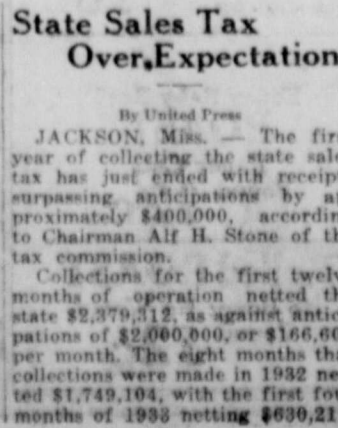 State Sales Tax
Over Expectation
By United Press
JACKSON, Miss. — The fir
year of collecting the state sale
tax has just ended with receip
surpassing anticipations by a
proximately $400,000, accordin
to Chairman Alf H. Stone of th
tax commission.
Collections for the first twelv
months of operation netted th
state $2,379,312, as against antic
pations of $2,000,000, or $166,66
per month. The eight months tha
collections were made in 1932 ne
ted $1,749,104, with the first fou
months of 1933 netting $630,21